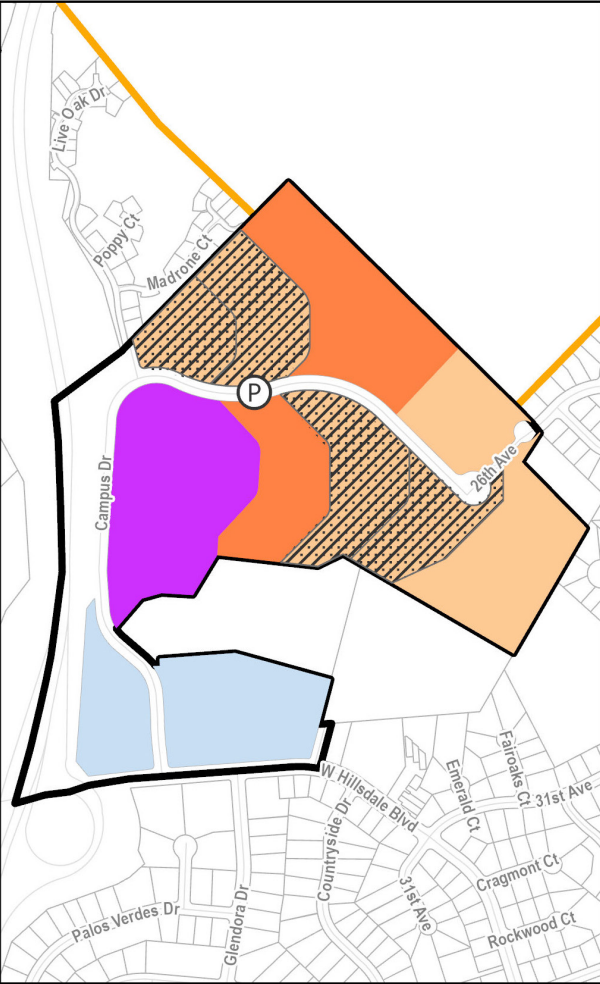 Live Oak Dr
Poppy Ct
Madrone Ct
P
26th Ave
Campus Dr
W Hillsdale Blvd
Fairoaks Ct
Emerald Ct
31st Ave
Countryside Dr
Cragmont Ct
31st Ave
Glendora Dr
Palos Verdes Dr
Rockwood Ct